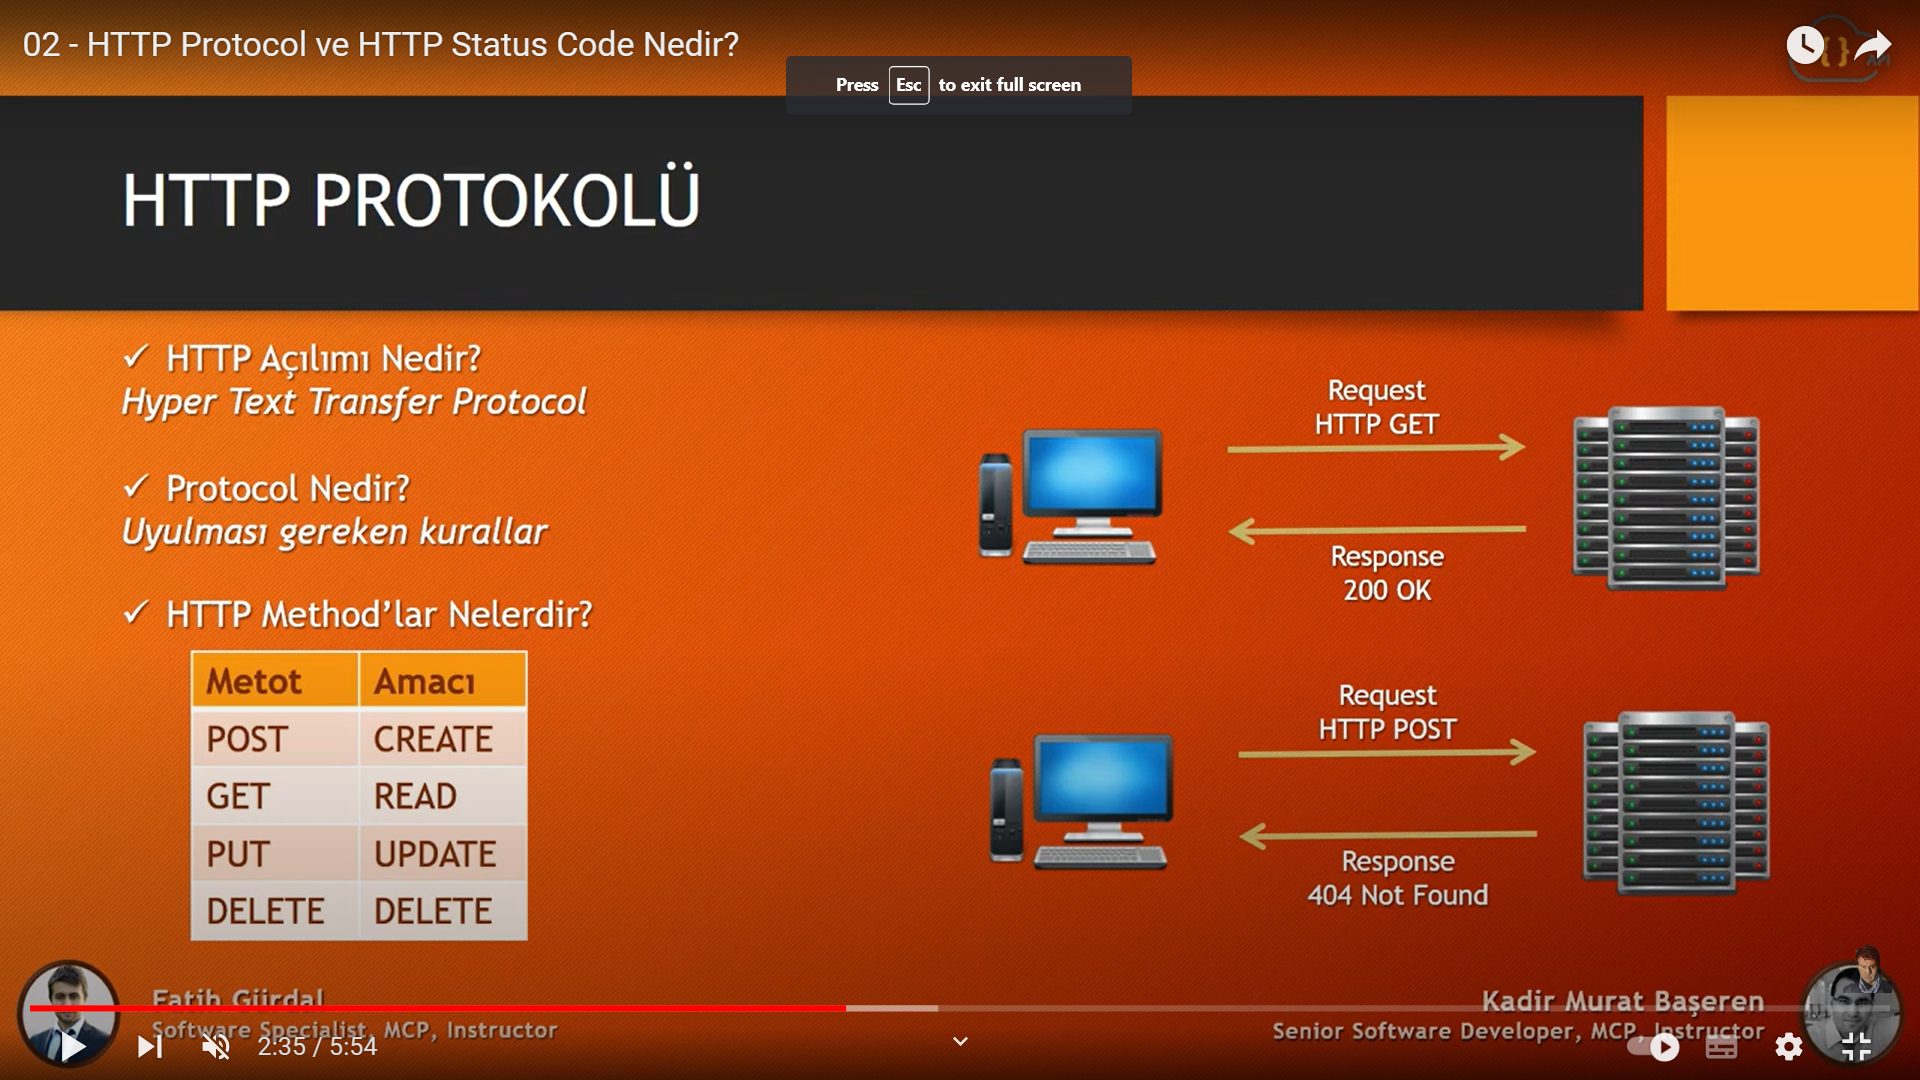 02 - HTTP Protocol ve HTTP Status Code Nedir?
Press Esc to exit full screen
HTTP PROTOKOLÜ
✓ HTTP Açılımı Nedir?
Hyper Text Transfer Protocol
✓ Protocol Nedir?
Uyulması gereken kurallar
✓ HTTP Method'lar Nelerdir?
Metot Amacı
POST CREATE
GET READ
PUT UPDATE
DELETE DELETE
Request
HTTP GET
Response
200 OK
Request
HTTP POST
Response
404 Not Found
Fatih Gürdal
Software Specialist, MCP, Instructor
Kadir Murat Başeren
Senior Software Developer, MCP, Instructor
2:35 / 5:54
{ } API